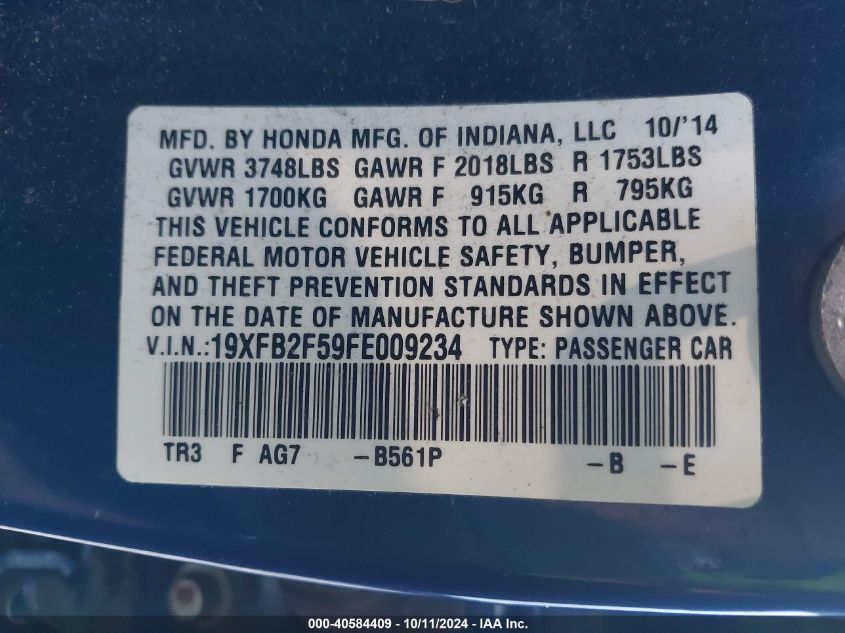 MFD. BY HONDA MFG. OF INDIANA, LLC 10/'14
GVWR 3748LBS GAWR F 2018LBS R 1753LBS
GVWR 1700KG GAWR F 915KG R 795KG
THIS VEHICLE CONFORMS TO ALL APPLICABLE
FEDERAL MOTOR VEHICLE SAFETY, BUMPER,
AND THEFT PREVENTION STANDARDS IN EFFECT
ON THE DATE OF MANUFACTURE SHOWN ABOVE.
V.I.N.:19XFB2F59FE009234 TYPE: PASSENGER CAR
TR3 F AG7 -B561P -B -E
000-40584409 - 10/11/2024 - IAA Inc.